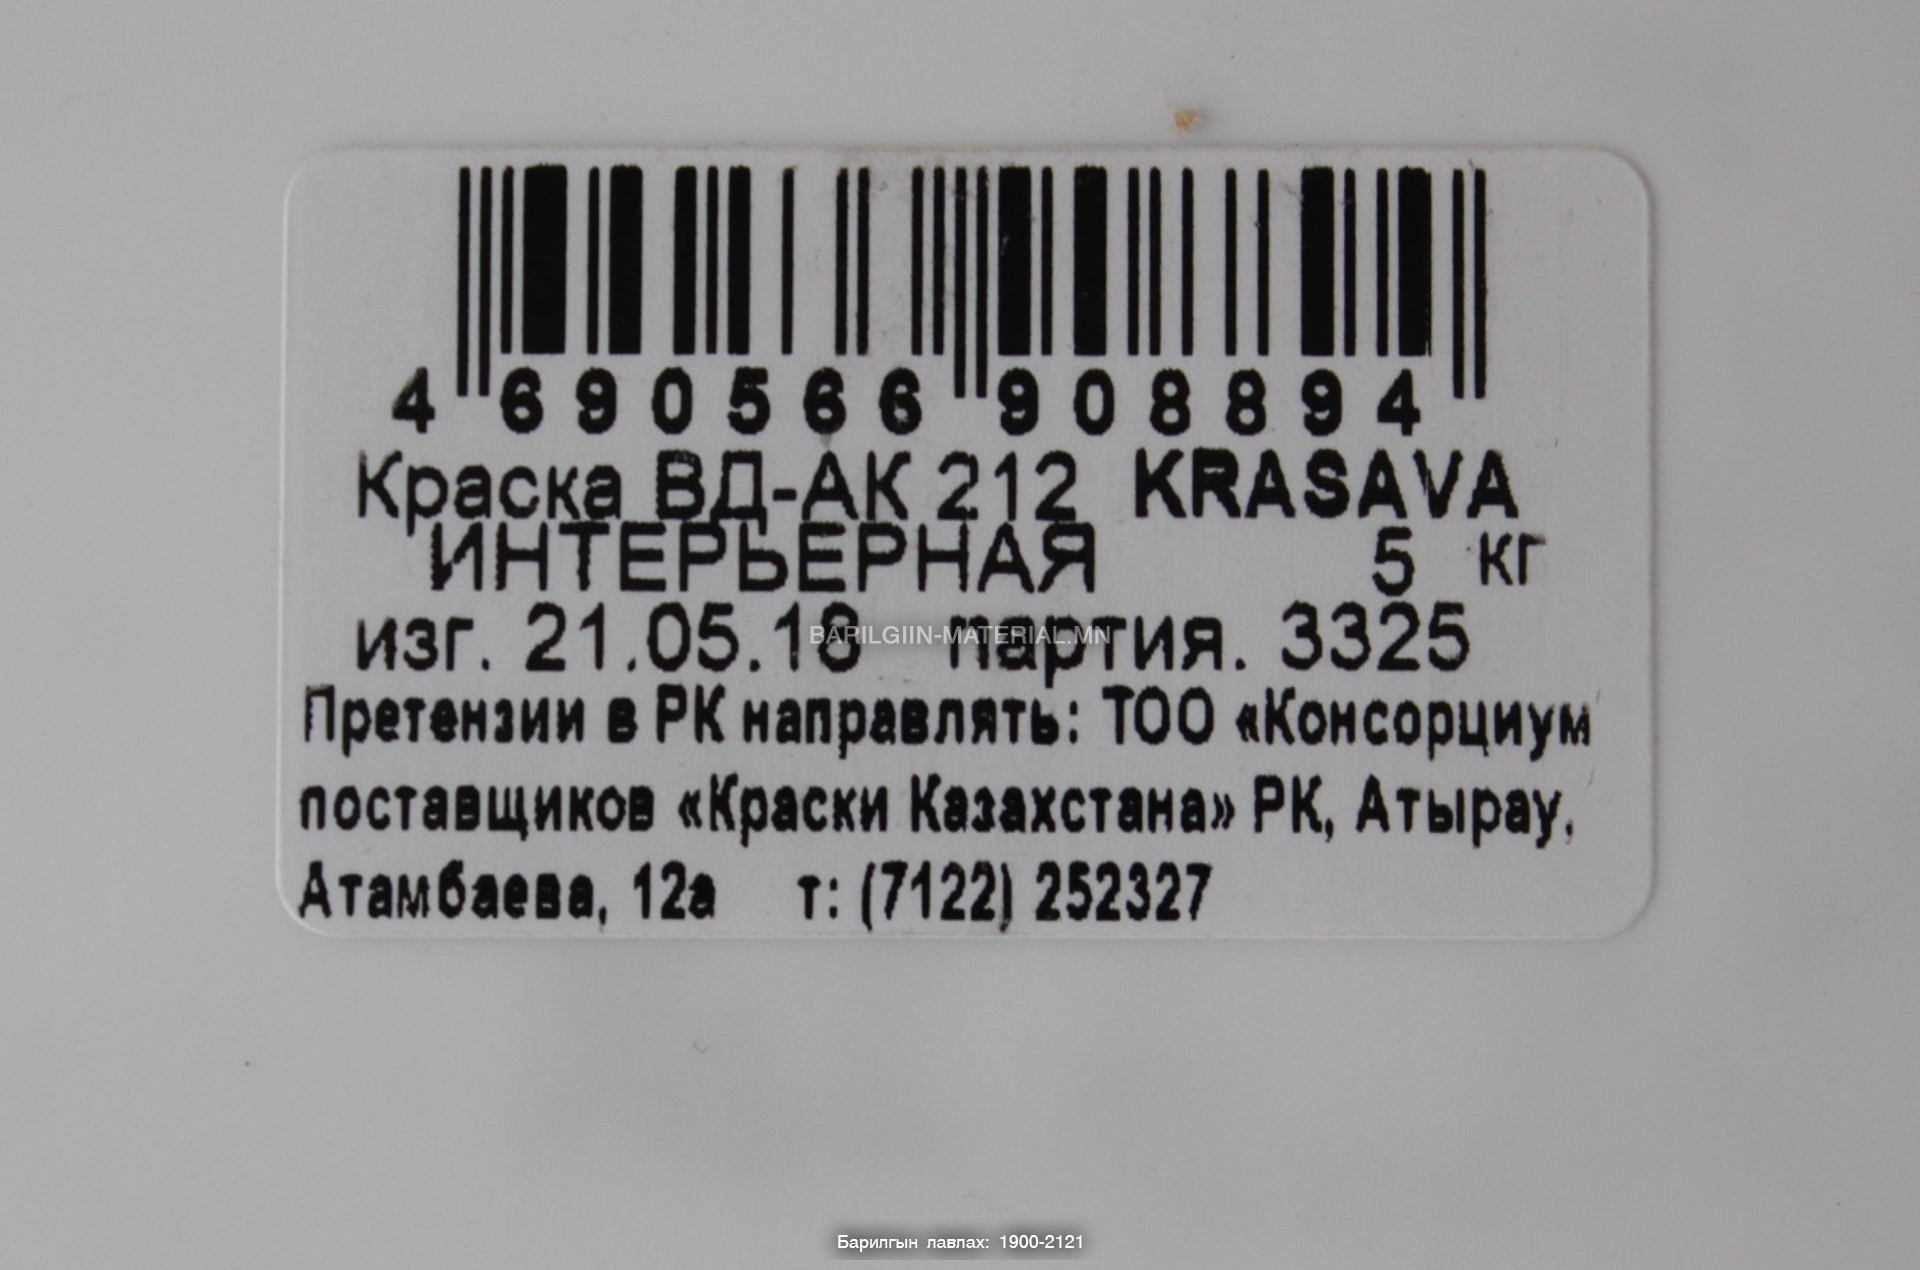 4 690566 908894
Краска ВД-АК 212 KRASAVA
ИНТЕРЬЕРНАЯ 5 кг
изг. 21.05.18 партия. 3325
BARILGIIN-MATERIAL.MN
Претензии в РК направлять: ТОО «Консорциум
поставщиков «Краски Казахстана» РК, Атырау,
Атамбаева, 12а т: (7122) 252327
Барилгын лавлах: 1900-2121